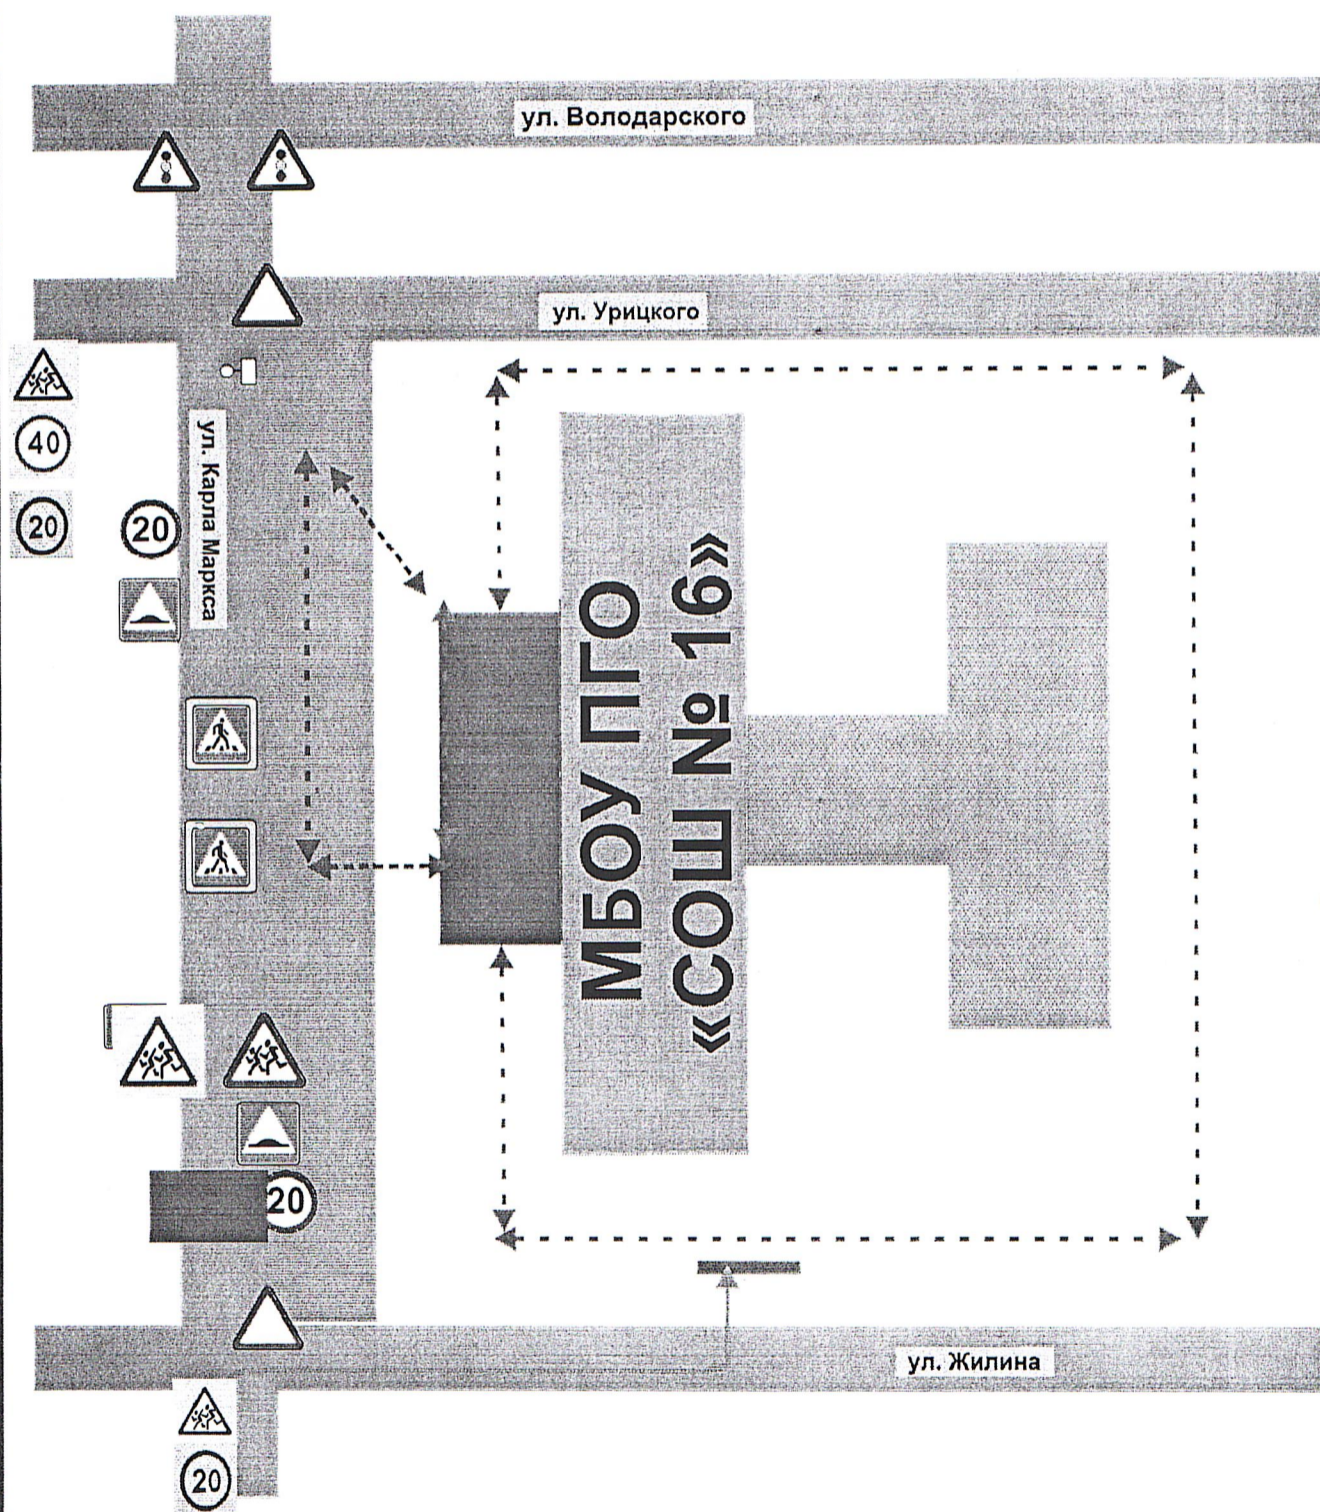 ул. Володарского
ул. Урицкого
40
20
20
ул. Карла Маркса
МБОУ ПГО
«СОШ № 16»
20
ул. Жилина
20